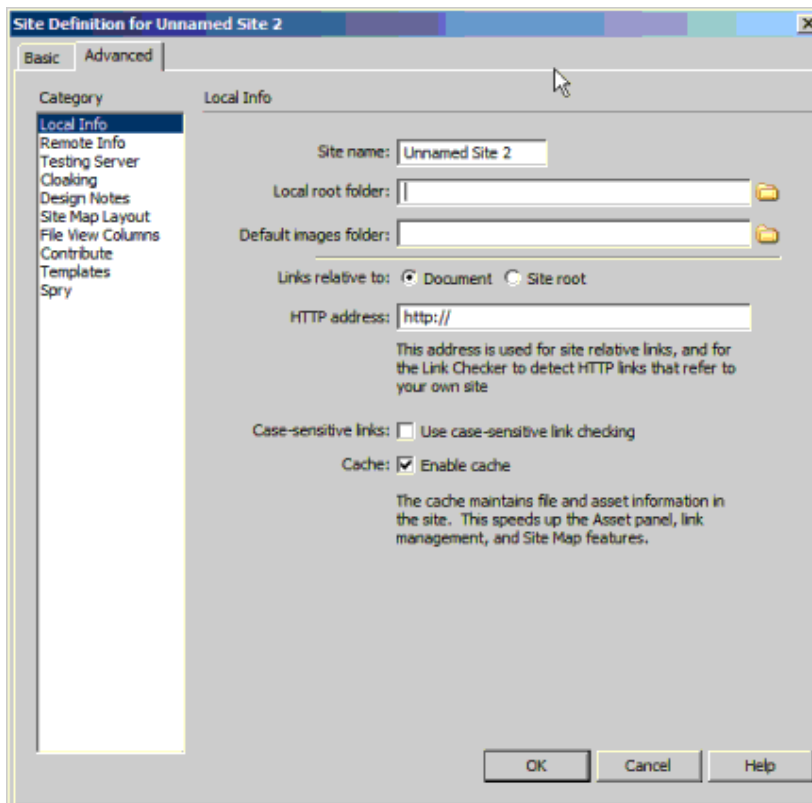 Site Definition for Unnamed Site 2
Basic
Advanced
Category
Local Info
Remote Info
Testing Server
Cloaking
Design Notes
Site Map Layout
File View Columns
Contribute
Templates
Spry
Local Info
Site name: Unnamed Site 2
Local root folder:
Default images folder:
Links relative to: Document Site root
HTTP address: http://
This address is used for site relative links, and for
the Link Checker to detect HTTP links that refer to
your own site
Case-sensitive links: Use case-sensitive link checking
Cache: Enable cache
The cache maintains file and asset information in
the site. This speeds up the Asset panel, link
management, and Site Map features.
OK Cancel Help